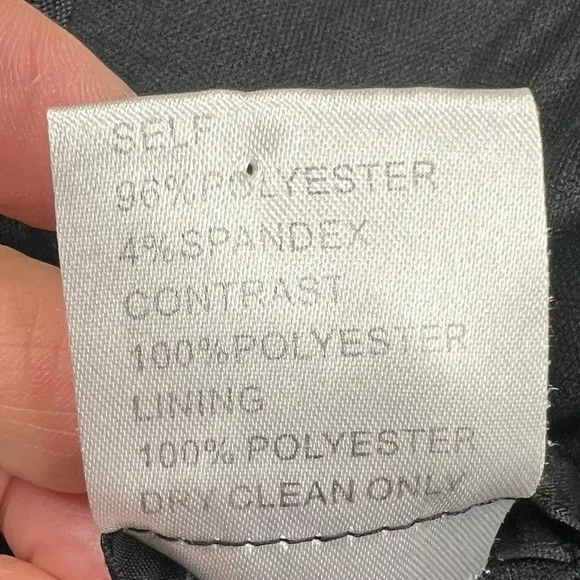 SELF
96%POLYESTER
4%SPANDEX
CONTRAST
100%POLYESTER
LINING
100% POLYESTER
DRY CLEAN ONLY